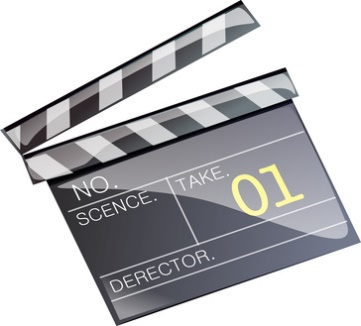 NO.
SCENCE. TAKE. 01
DERECTOR.